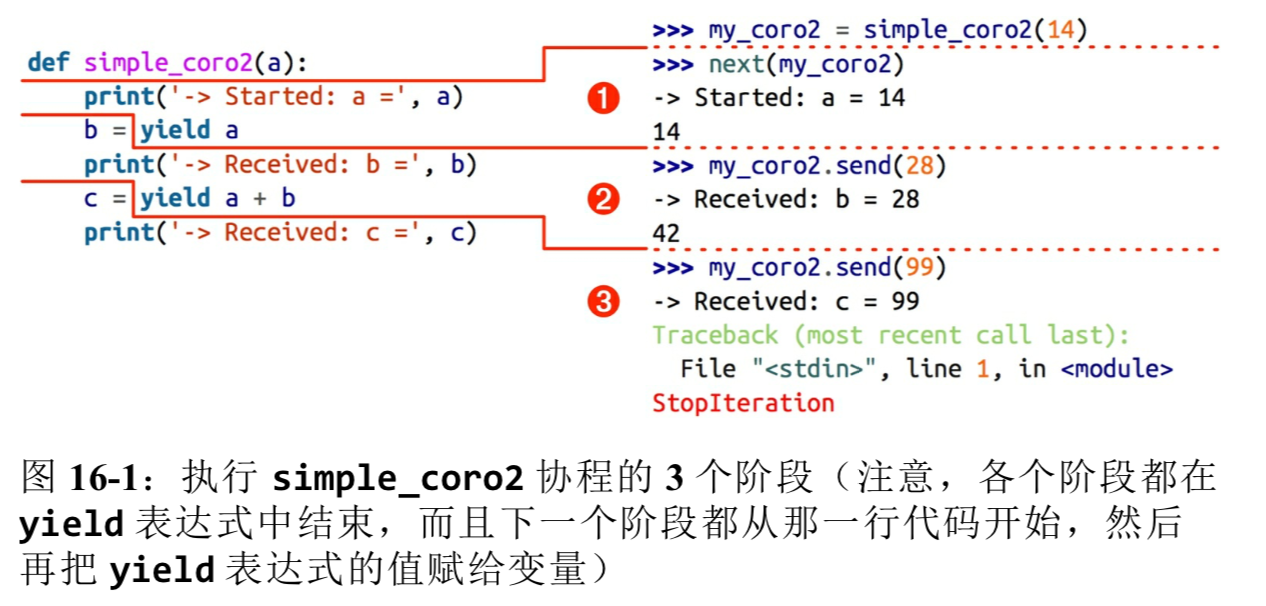 def simple_coro2(a):
    print('-> Started: a =', a)
    b = yield a
    print('-> Received: b =', b)
    c = yield a + b
    print('-> Received: c =', c)
>>> my_coro2 = simple_coro2(14)
>>> next(my_coro2)
❶ -> Started: a = 14
14
>>> my_coro2.send(28)
❷ -> Received: b = 28
42
>>> my_coro2.send(99)
❸ -> Received: c = 99
Traceback (most recent call last):
  File "<stdin>", line 1, in <module>
StopIteration
图 16-1：执行 simple_coro2 协程的 3 个阶段（注意，各个阶段都在
yield 表达式中结束，而且下一个阶段都从那一行代码开始，然后
再把 yield 表达式的值赋给变量）